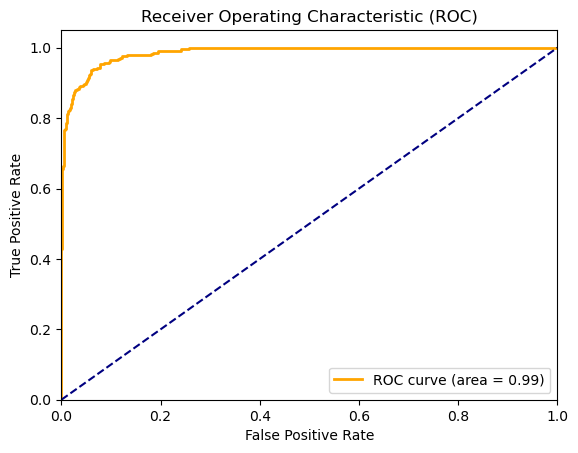 Receiver Operating Characteristic (ROC)
True Positive Rate
1.0
0.8
0.6
0.4
0.2
0.0
ROC curve (area = 0.99)
0.0 0.2 0.4 0.6 0.8 1.0
False Positive Rate